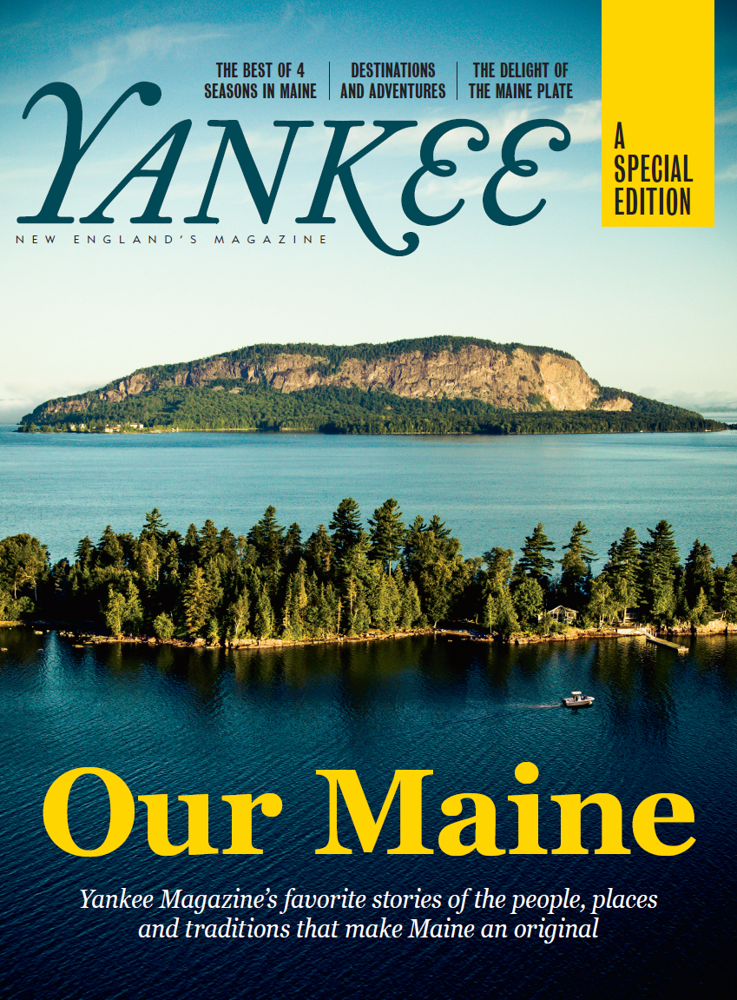 THE BEST OF 4
SEASONS IN MAINE
DESTINATIONS
AND ADVENTURES
THE DELIGHT OF
THE MAINE PLATE
A
SPECIAL
EDITION
YANKEE
NEW ENGLAND'S MAGAZINE
Our Maine
Yankee Magazine's favorite stories of the people, places
and traditions that make Maine an original